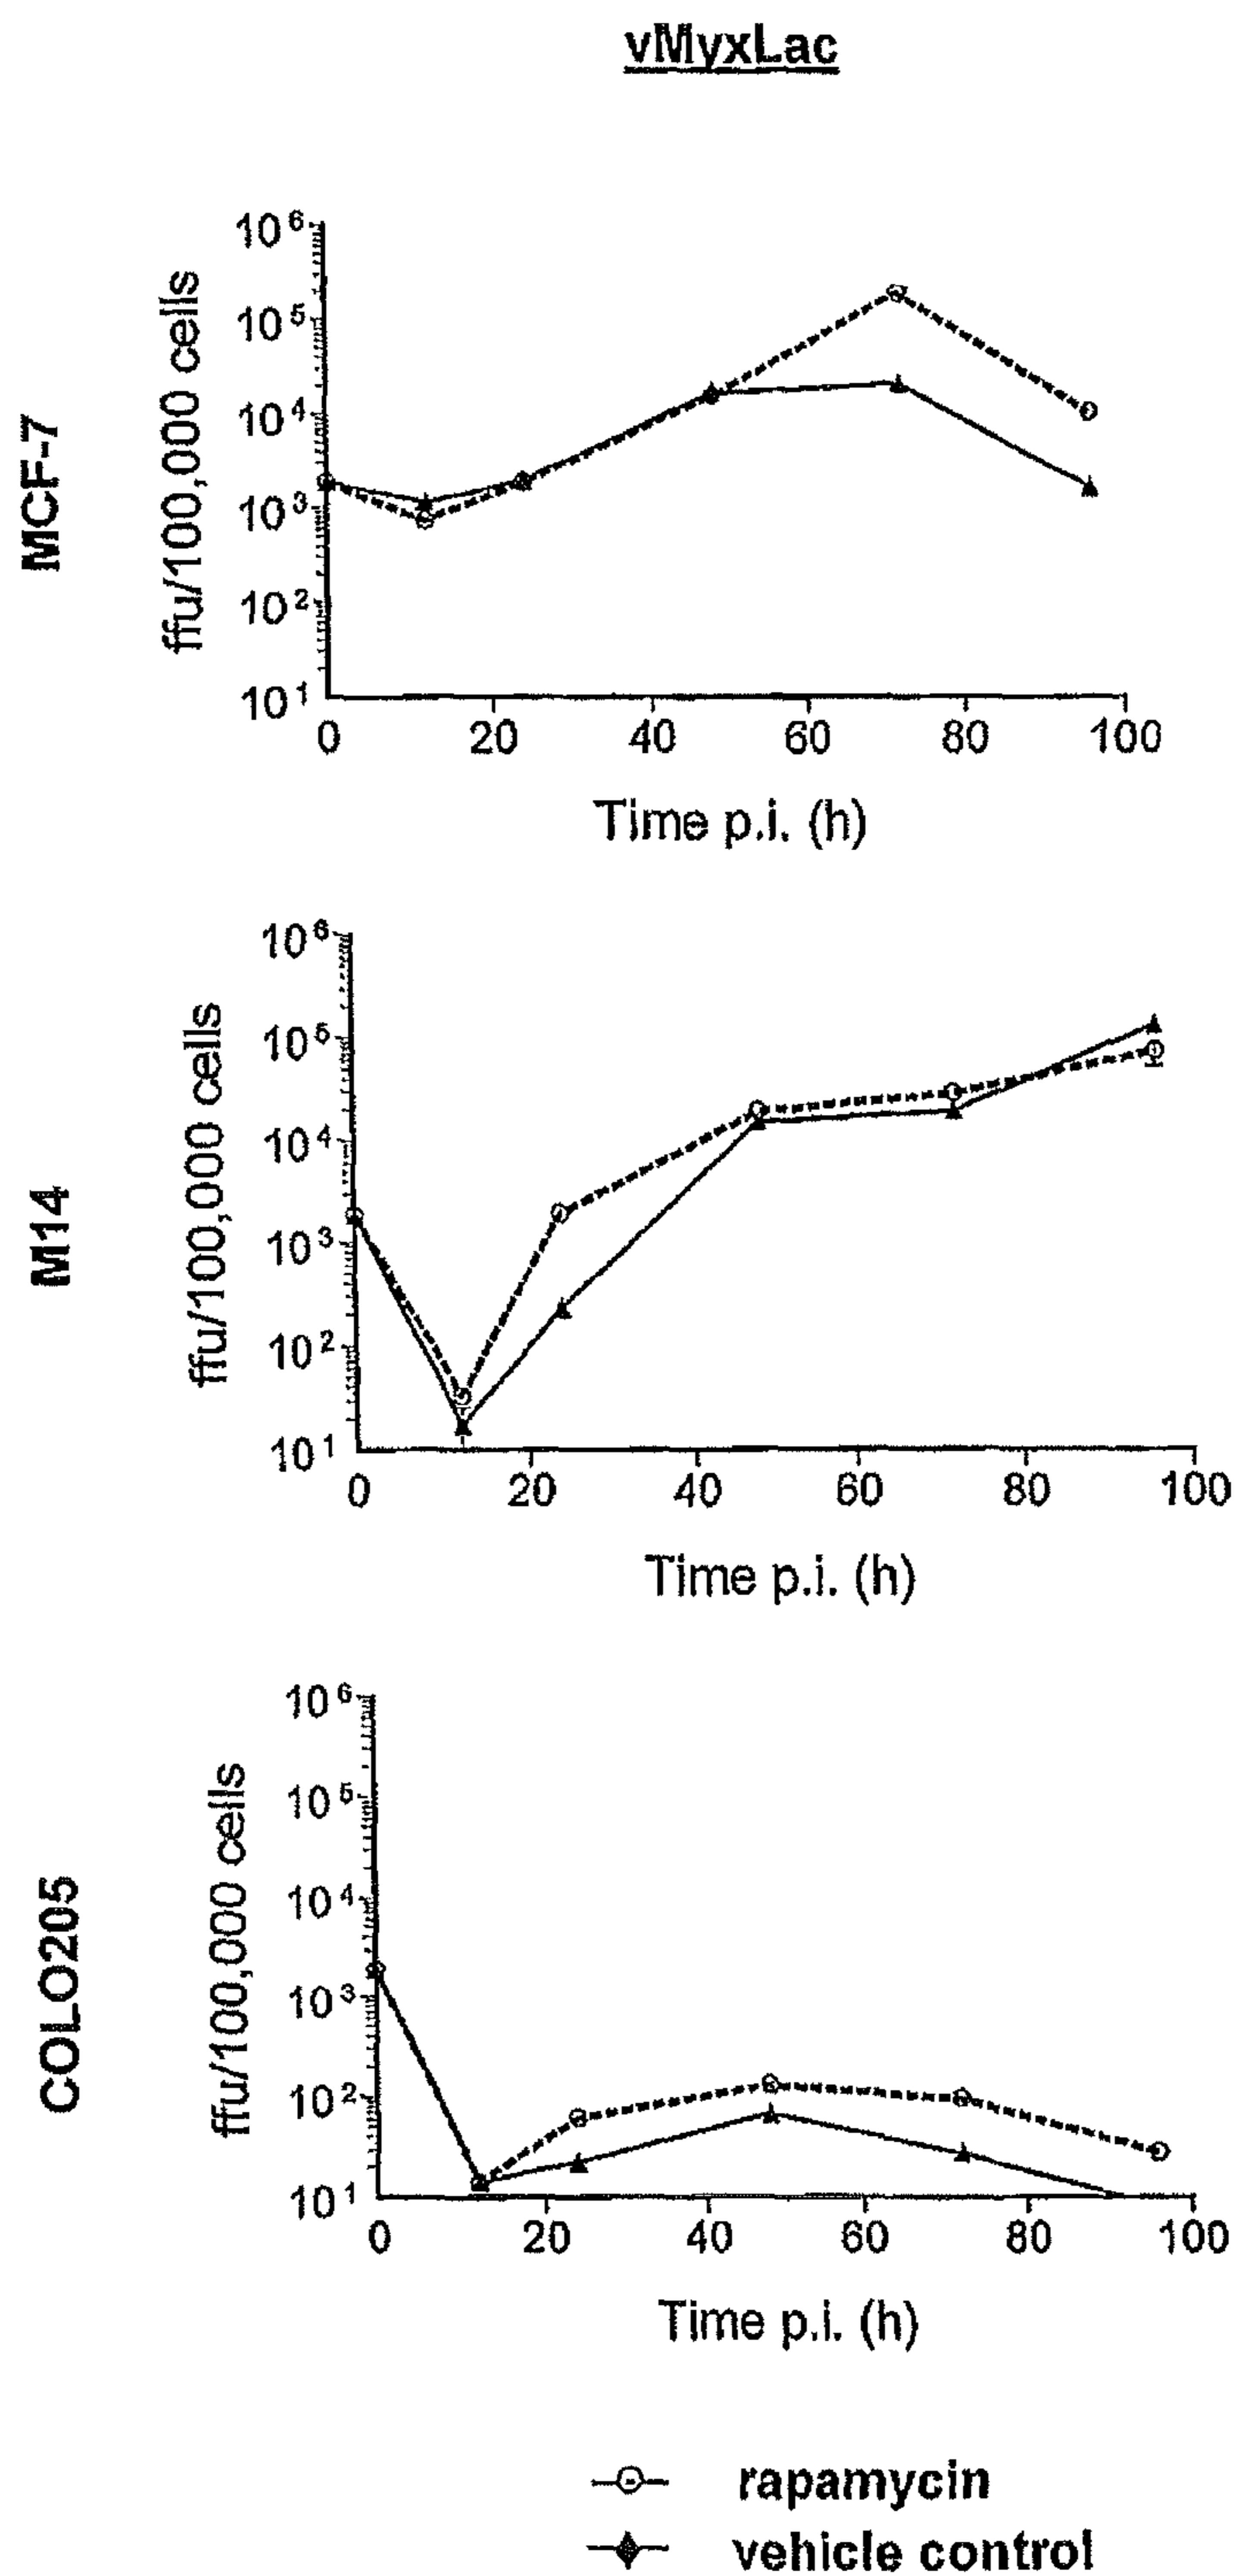 vMyxLac
MCF-7
ffu/100,000 cells
10⁶
10⁵
10⁴
10³
10²
10¹
0 20 40 60 80 100
Time p.i. (h)
M14
ffu/100,000 cells
10⁶
10⁵
10⁴
10³
10²
10¹
0 20 40 60 80 100
Time p.i. (h)
COLO205
ffu/100,000 cells
10⁶
10⁵
10⁴
10³
10²
10¹
0 20 40 60 80 100
Time p.i. (h)
rapamycin
vehicle control